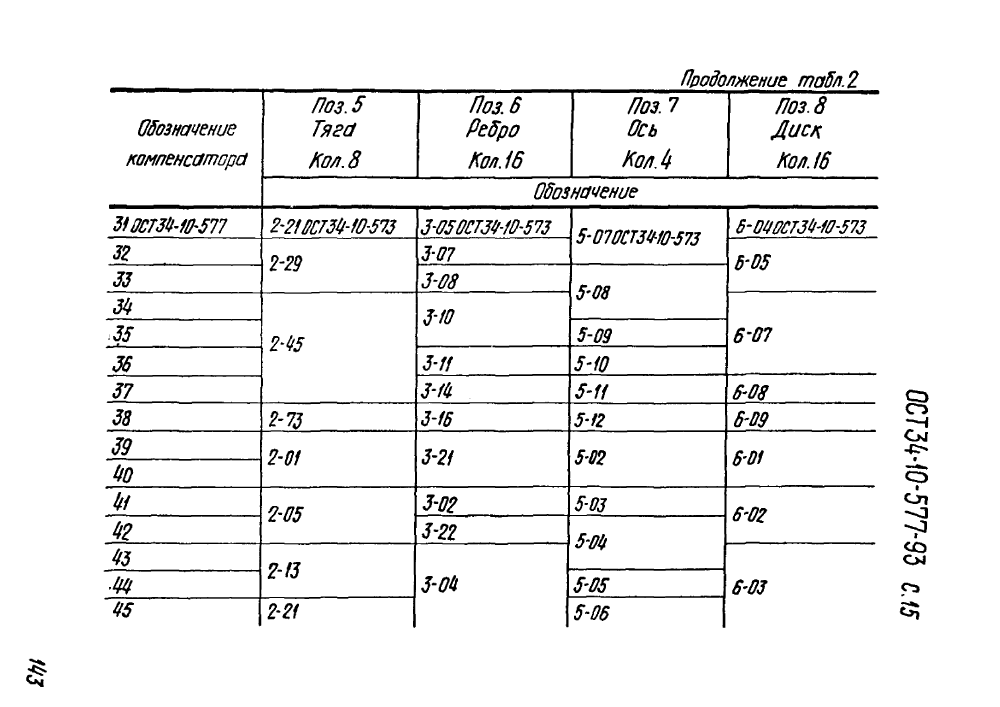 Продолжение табл.2
Обозначение компенсатора | Поз. 5 Тяга Кол. 8 | Поз. 6 Ребро Кол. 16 | Поз. 7 Ось Кол. 4 | Поз. 8 Диск Кол. 16
Обозначение
31 ОСТ34-10-577 | 2-21 ОСТ34-10-573 | 3-05 ОСТ34-10-573 | 5-07 ОСТ34-10-573 | 6-04 ОСТ34-10-573
32 | 2-29 | 3-07 | 6-05
33 | 3-08 | 5-08
34 | 2-45 | 3-10 | 6-07
35 | 5-09
36 | 3-11 | 5-10
37 | 3-14 | 5-11 | 6-08
38 | 2-73 | 3-16 | 5-12 | 6-09
39 | 2-01 | 3-21 | 5-02 | 6-01
40
41 | 2-05 | 3-02 | 5-03 | 6-02
42 | 3-22 | 5-04
43 | 2-13 | 3-04 | 6-03
44 | 5-05
45 | 2-21 | 5-06
ОСТ34-10-577-93 с.15
143